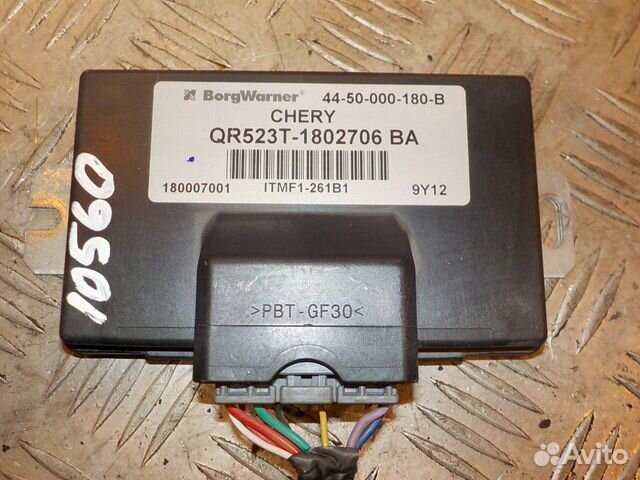 BorgWarner 44-50-000-180-B
CHERY
QR523T-1802706 BA
180007001 ITMF1-261B1 9Y12
10560
>PBT-GF30<
Avito